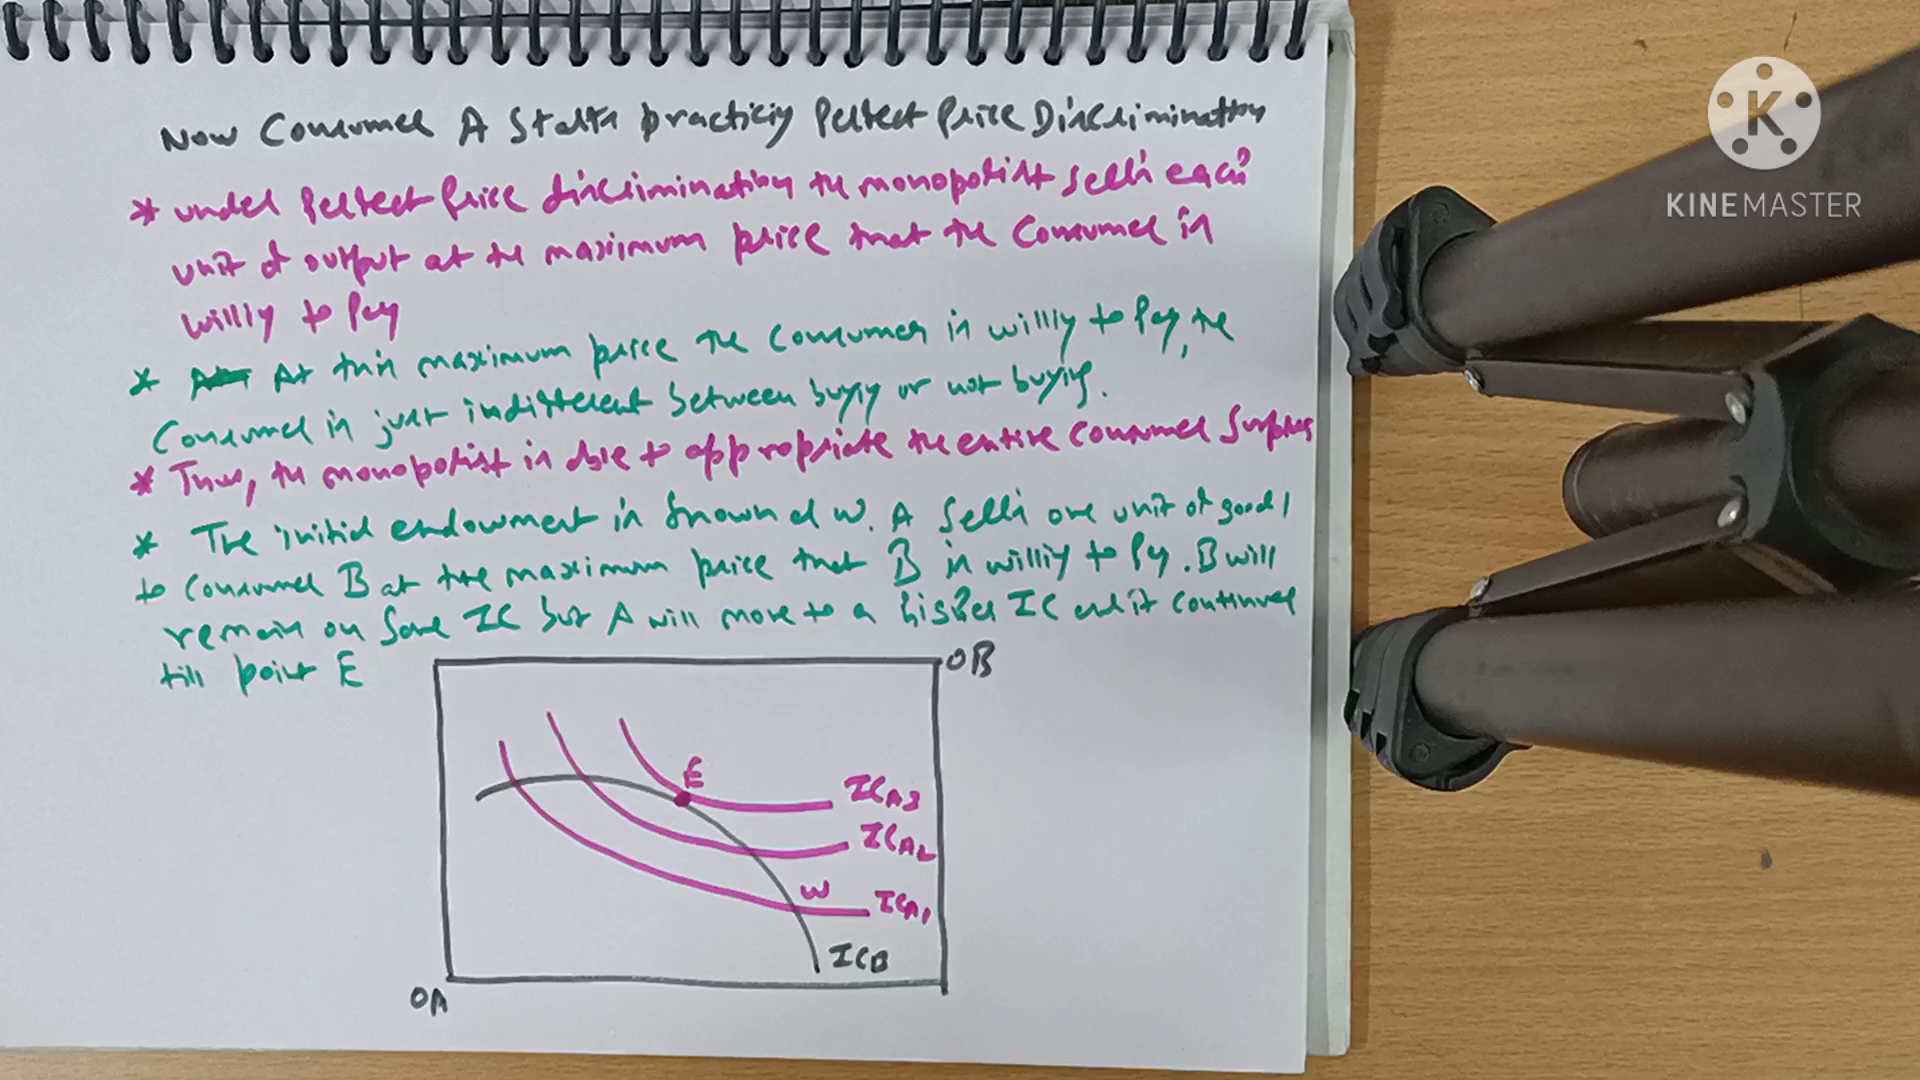 Now Consumer A Starts practicing Perfect Price Discrimination
* under Perfect Price discrimination the monopolist sells each
unit of output at the maximum price that the Consumer is
willing to Pay
* At this maximum price the Consumer is willing to Pay, the
Consumer is just indifferent between buying or not buying.
* Thus, the monopolist is able to appropriate the entire Consumer Surplus
* The initial endowment is shown at W. A Sells one unit of good 1
to Consumer B at the maximum price that B is willing to Pay. B will
remain on Same IC but A will move to a higher IC and it continues
till point E
OB
E
ICA3
ICA2
W
ICA1
ICB
OA
K
KINEMASTER